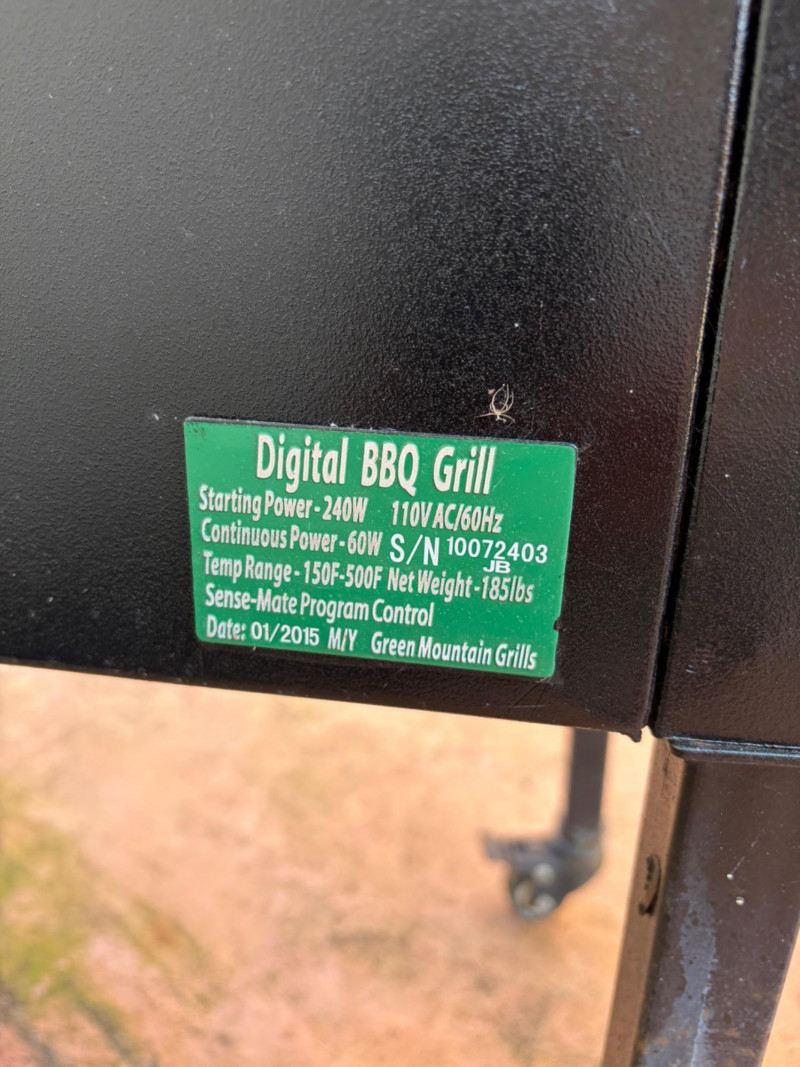 Digital BBQ Grill
Starting Power - 240W 110V AC/60Hz
Continuous Power - 60W S/N 10072403
JB
Temp Range - 150F-500F Net Weight - 185lbs
Sense-Mate Program Control
Date: 01/2015 M/Y Green Mountain Grills